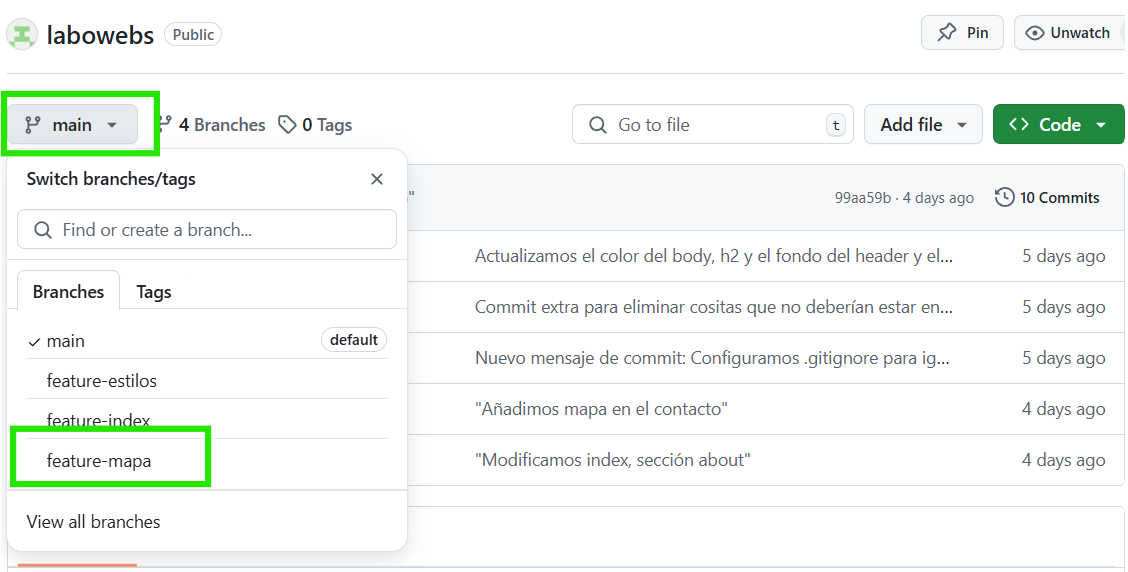 labowebs Public Pin Unwatch
main 4 Branches 0 Tags Go to file t Add file Code
Switch branches/tags
Find or create a branch...
Branches Tags
main default
feature-estilos
feature-index
feature-mapa
View all branches
" 99aa59b · 4 days ago 10 Commits
Actualizamos el color del body, h2 y el fondo del header y el... 5 days ago
Commit extra para eliminar cositas que no deberían estar en... 5 days ago
Nuevo mensaje de commit: Configuramos .gitignore para ig... 5 days ago
"Añadimos mapa en el contacto" 4 days ago
"Modificamos index, sección about" 4 days ago